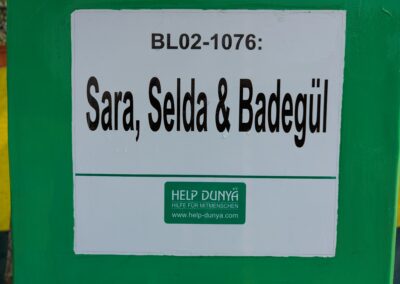 BL02-1076:
Sara, Selda & Badegül
HELP DUNYA
HILFE FÜR MITMENSCHEN
www.help-dunya.com